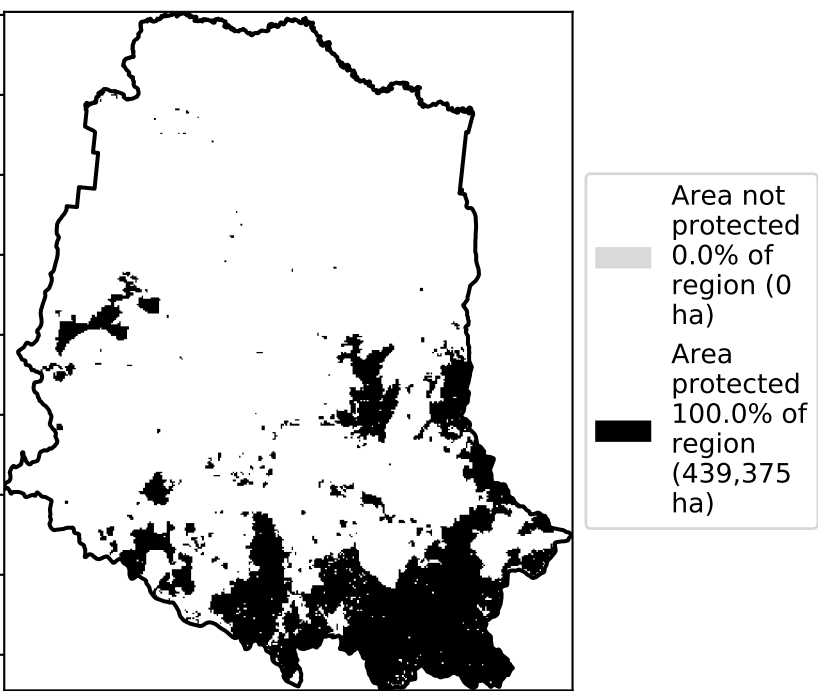 Area not
protected
0.0% of
region (0
ha)
Area
protected
100.0% of
region
(439,375
ha)